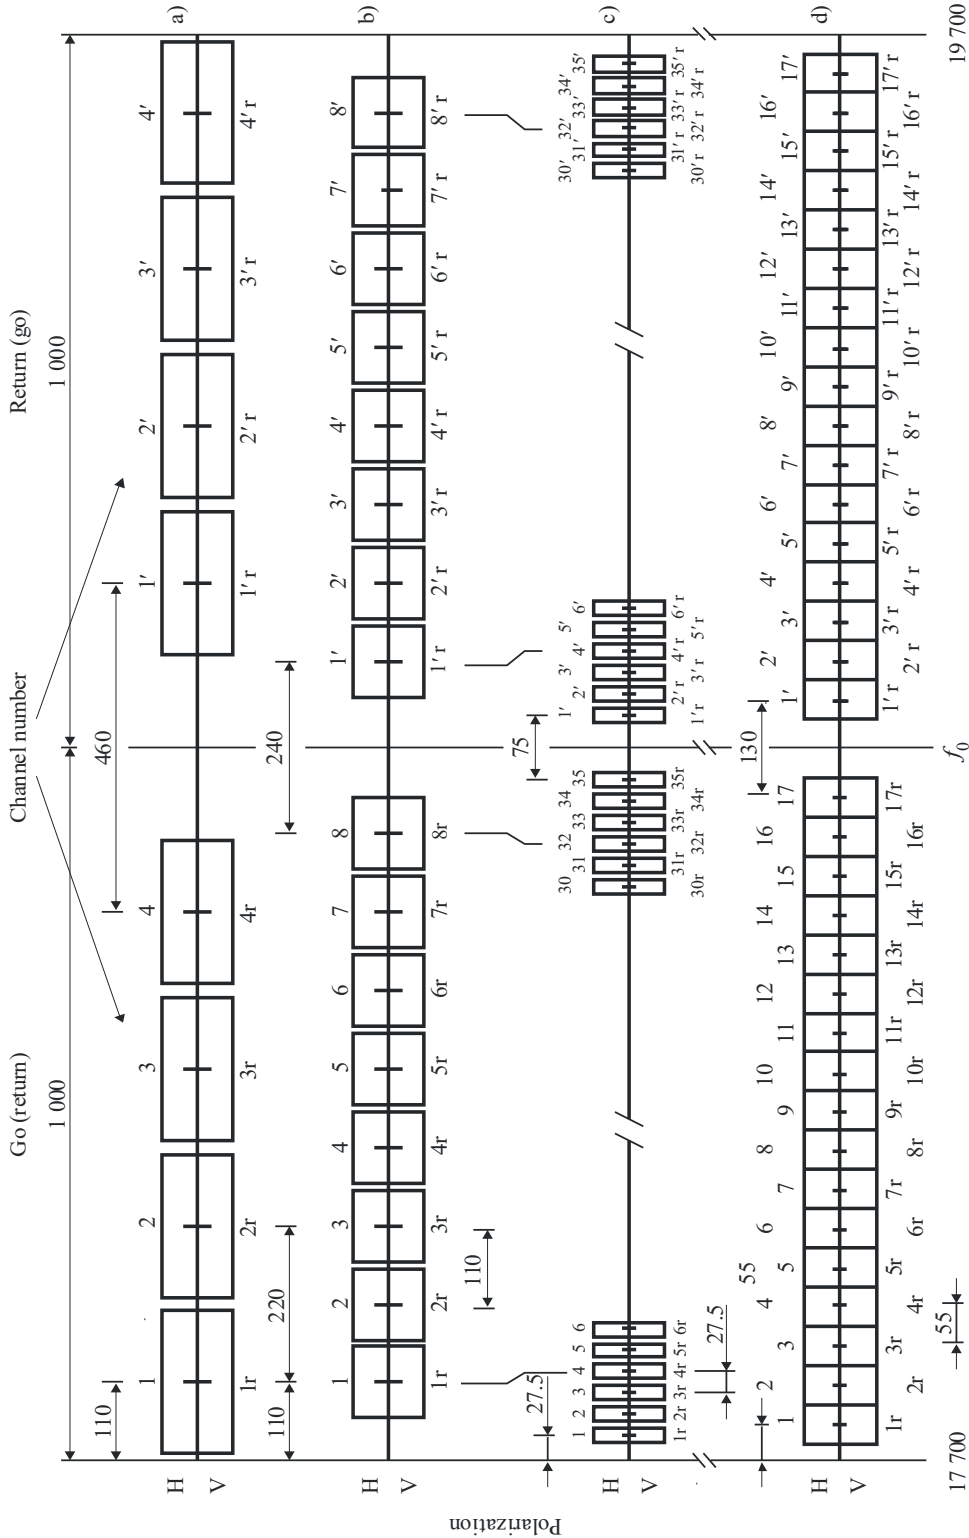 Go (return)
Channel number
Return (go)
1 000
1 000
110
460
1
2
3
4
1'
2'
3'
4'
a)
H
V
1r
2r
3r
4r
1' r
2' r
3' r
4' r
110
220
240
1
2
3
4
5
6
7
8
1'
2'
3'
4'
5'
6'
7'
8'
b)
H
V
1r
2r
3r
4r
5r
6r
7r
8r
1' r
2' r
3' r
4' r
5' r
6' r
7' r
8' r
110
27.5
75
1
2
3
4
5
6
30
31
32
33
34
35
1'
2'
3'
4'
5'
6'
30'
31'
32'
33'
34'
35'
c)
H
V
1r
2r
3r
4r
5r
6r
30r
31r
32r
33r
34r
35r
1' r
2' r
3' r
4' r
5' r
6' r
30' r
31' r
32' r
33' r
34' r
35' r
27.5
55
130
1
2
3
4
5
6
7
8
9
10
11
12
13
14
15
16
17
1'
2'
3'
4'
5'
6'
7'
8'
9'
10'
11'
12'
13'
14'
15'
16'
17'
d)
H
V
1r
2r
3r
4r
5r
6r
7r
8r
9r
10r
11r
12r
13r
14r
15r
16r
17r
1' r
2' r
3' r
4' r
5' r
6' r
7' r
8' r
9' r
10' r
11' r
12' r
13' r
14' r
15' r
16' r
17' r
55
17 700
f0
19 700
Polarization